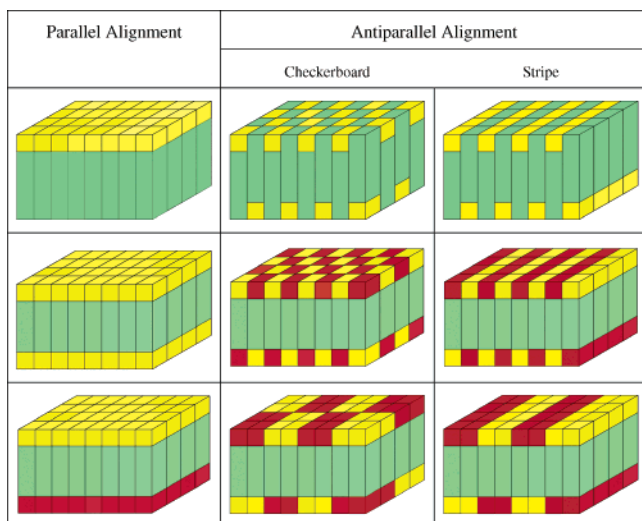 Parallel Alignment
Antiparallel Alignment
Checkerboard
Stripe